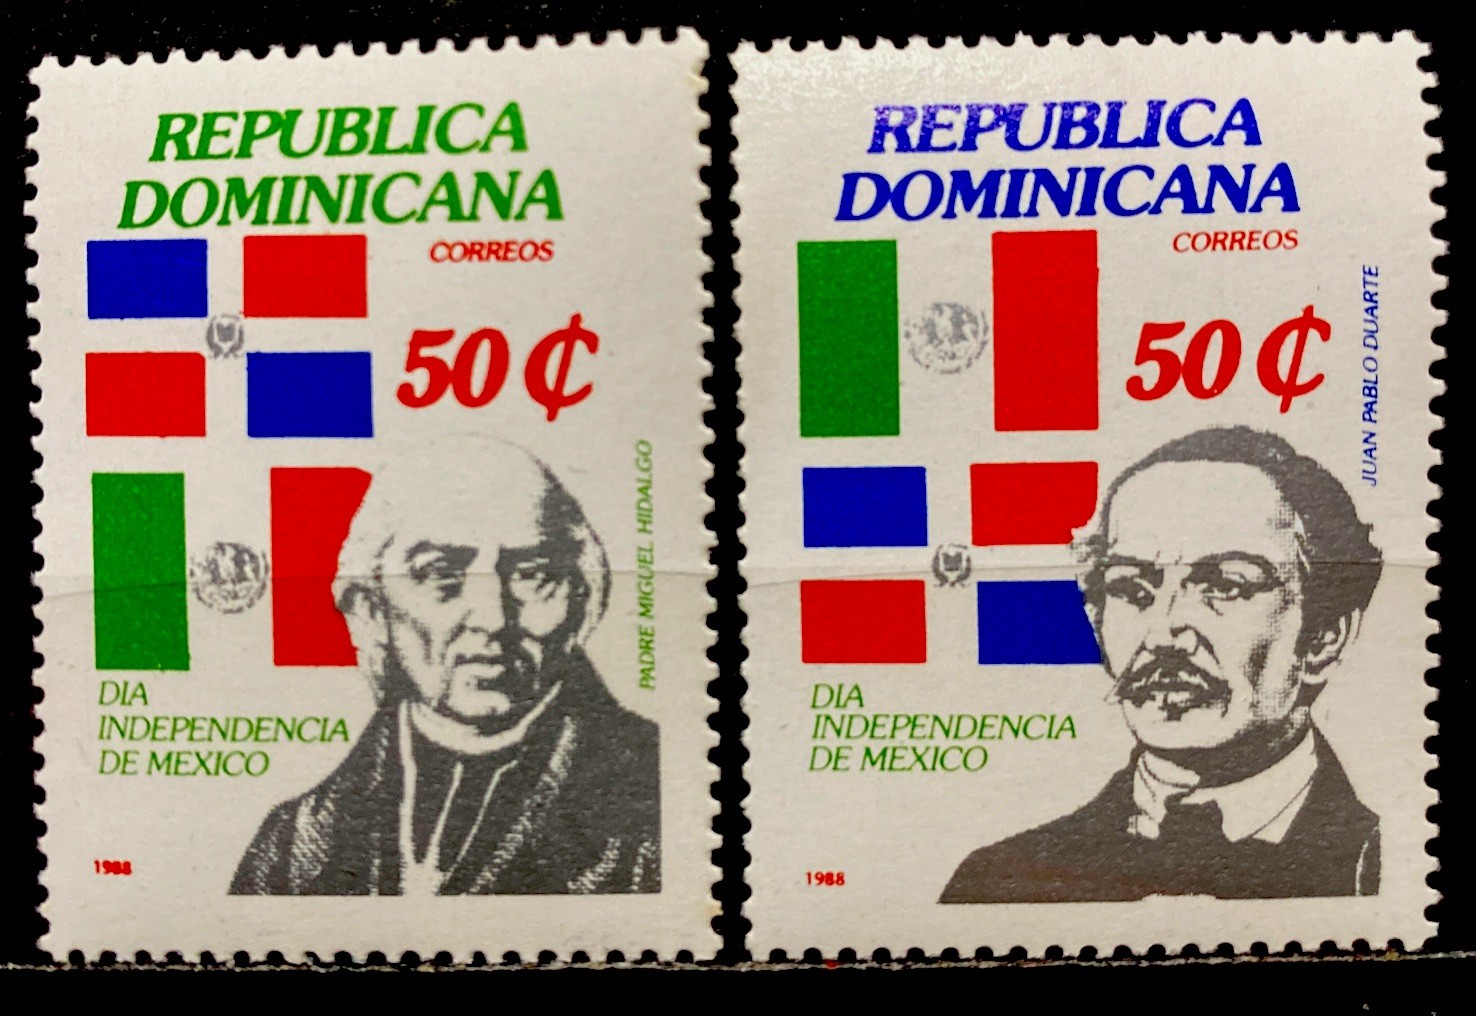 REPUBLICA
DOMINICANA
CORREOS
50 ¢
PADRE MIGUEL HIDALGO
DIA
INDEPENDENCIA
DE MEXICO
1988
REPUBLICA
DOMINICANA
CORREOS
50 ¢
JUAN PABLO DUARTE
DIA
INDEPENDENCIA
DE MEXICO
1988